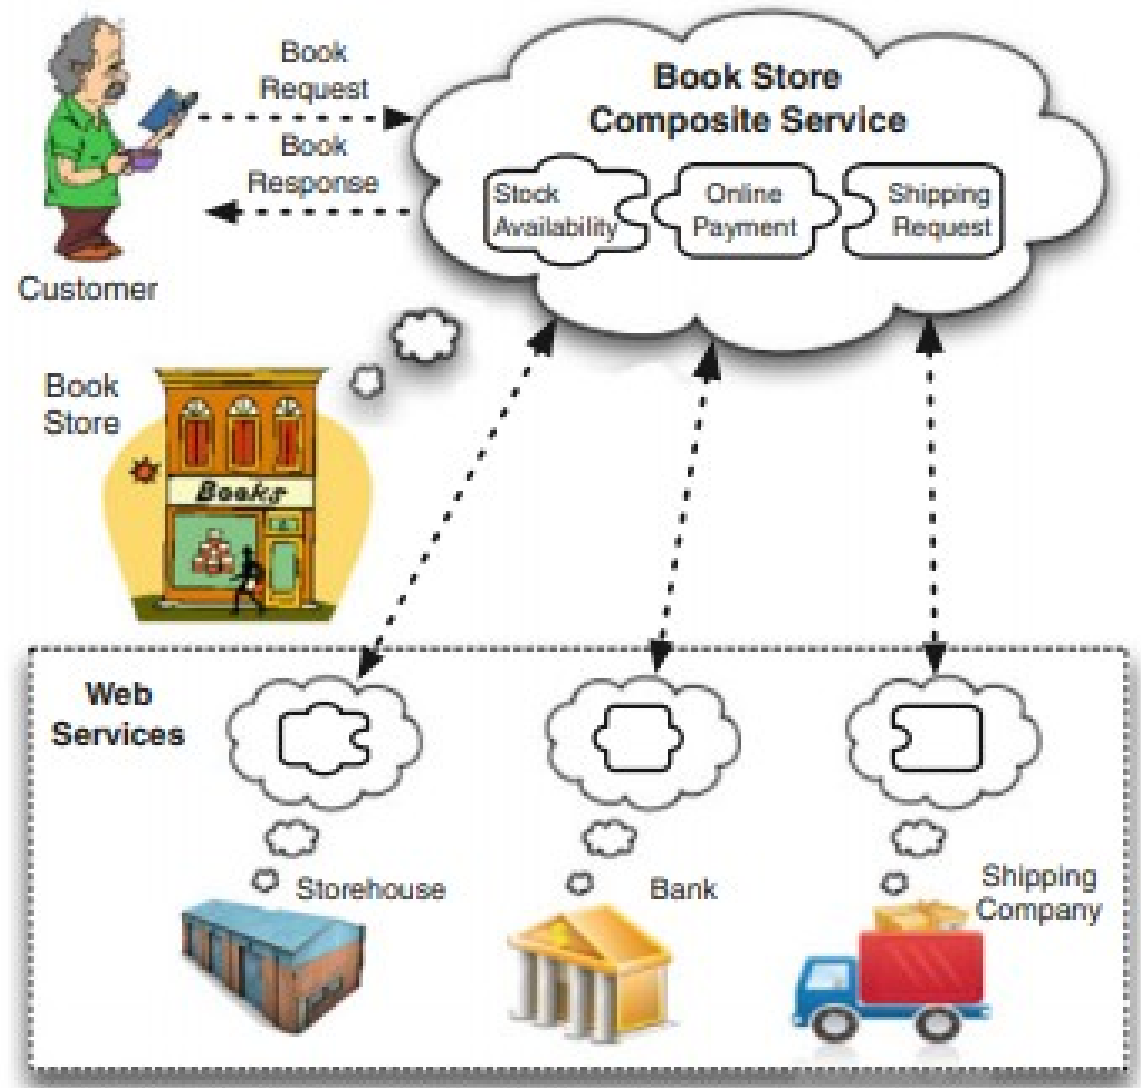 Book
Request
Book
Response
Customer
Book Store
Composite Service
Stock
Availability
Online
Payment
Shipping
Request
Book
Store
Books
Web
Services
Storehouse
Bank
Shipping
Company